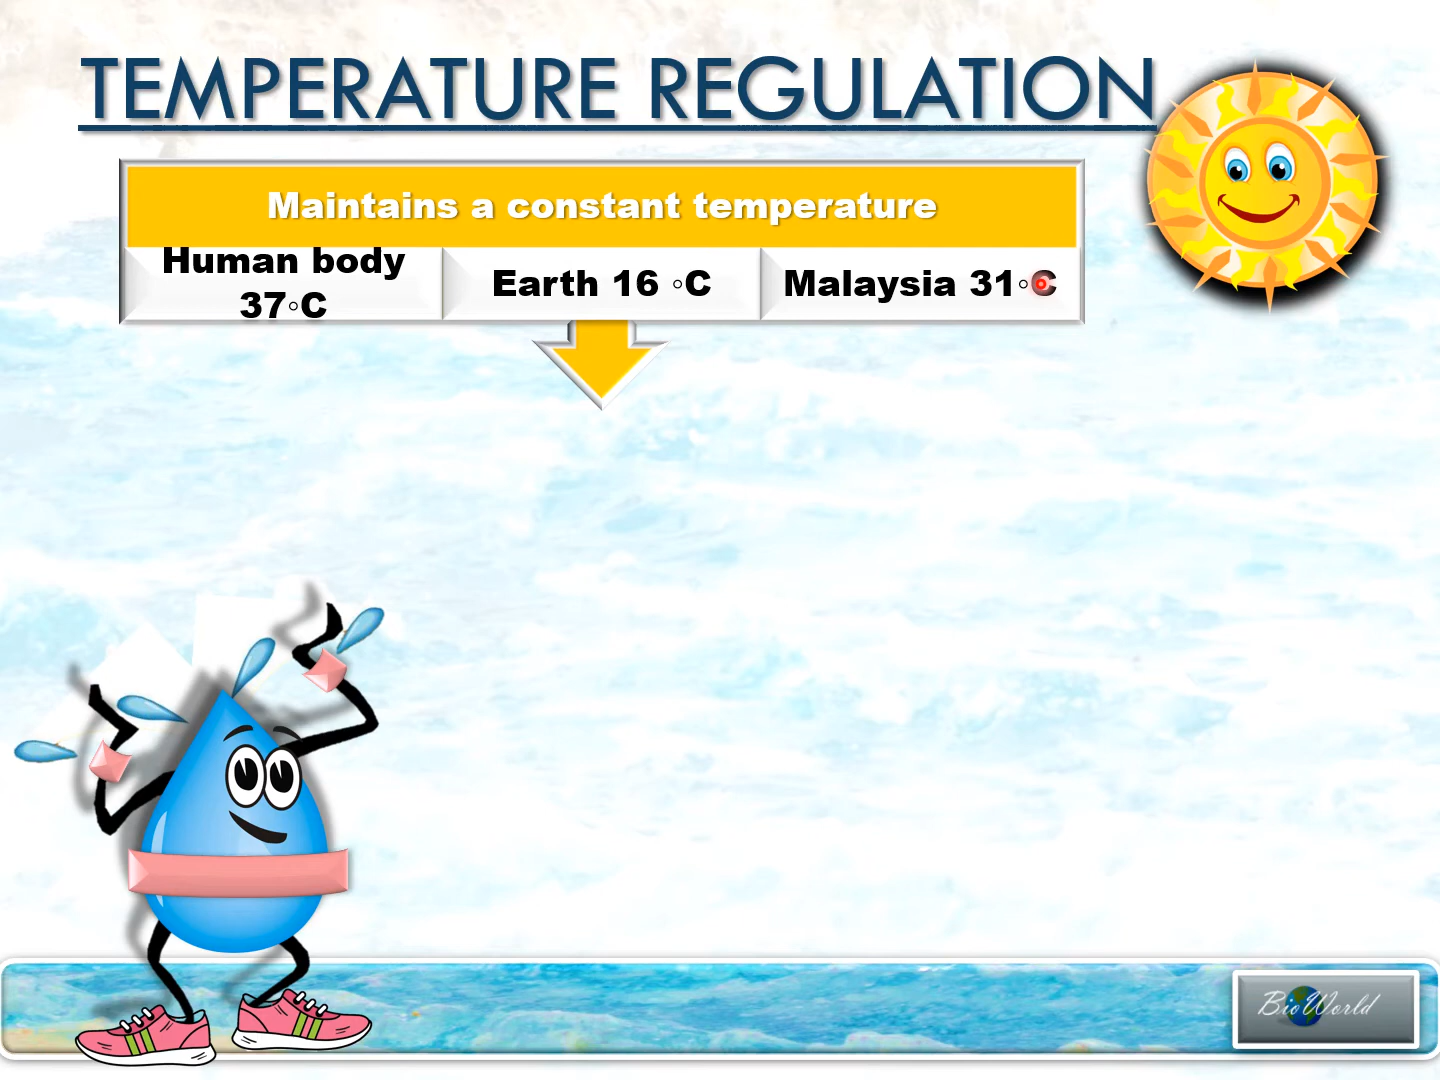 TEMPERATURE REGULATION
Maintains a constant temperature
Human body
37◦C
Earth 16 ◦C
Malaysia 31◦C
BioWorld